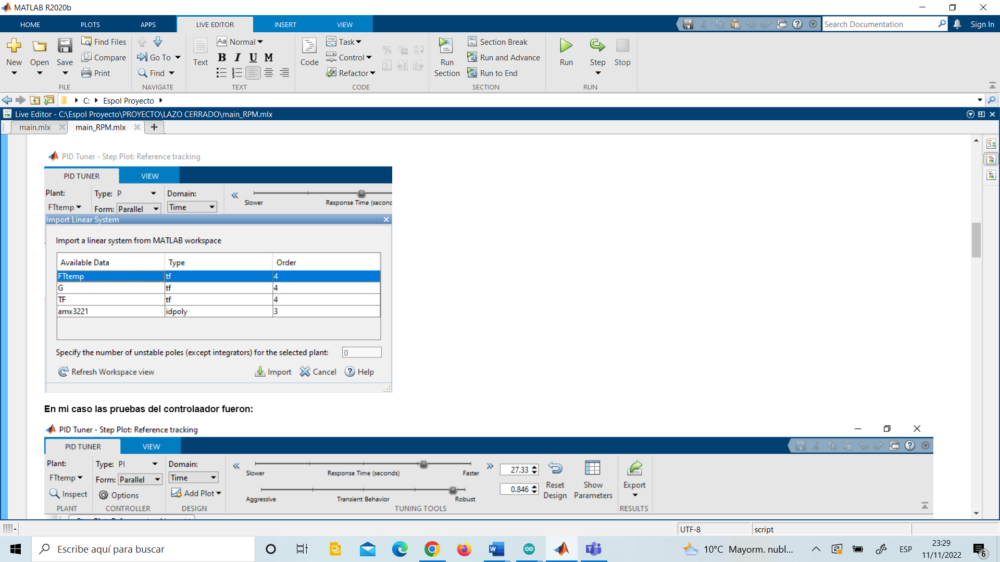 MATLAB R2020b
HOME PLOTS APPS LIVE EDITOR INSERT VIEW Search Documentation Sign In
New Open Save Find Files Compare Print
FILE
Go To Find
NAVIGATE
Text Aa Normal B I U M
TEXT
Code Task Control Refactor
CODE
Run Section Section Break Run and Advance Run to End
SECTION
Run Step Stop
RUN
C: Espol Proyecto
Live Editor - C:\Espol Proyecto\PROYECTO\LAZO CERRADO\main_RPM.mlx
main.mlx main_RPM.mlx
PID Tuner - Step Plot: Reference tracking
PID TUNER VIEW
Plant: Type: P Domain:
FTtemp Form: Parallel Time
Slower Response Time (seconc
Import Linear System
Import a linear system from MATLAB workspace
Available Data Type Order
FTtemp tf 4
G tf 4
TF tf 4
amx3221 idpoly 3
Specify the number of unstable poles (except integrators) for the selected plant: 0
Refresh Workspace view Import Cancel Help
En mi caso las pruebas del controlaador fueron:
PID Tuner - Step Plot: Reference tracking
PID TUNER VIEW
Plant: Type: PI Domain:
FTtemp Form: Parallel Time
Inspect Options Add Plot
PLANT CONTROLLER DESIGN
Slower Response Time (seconds) Faster 27.33
Aggressive Transient Behavior Robust 0.846
Reset Design Show Parameters
TUNING TOOLS
Export
RESULTS
UTF-8 script
Escribe aquí para buscar
10°C Mayorm. nubl... ESP
23:29
11/11/2022
6